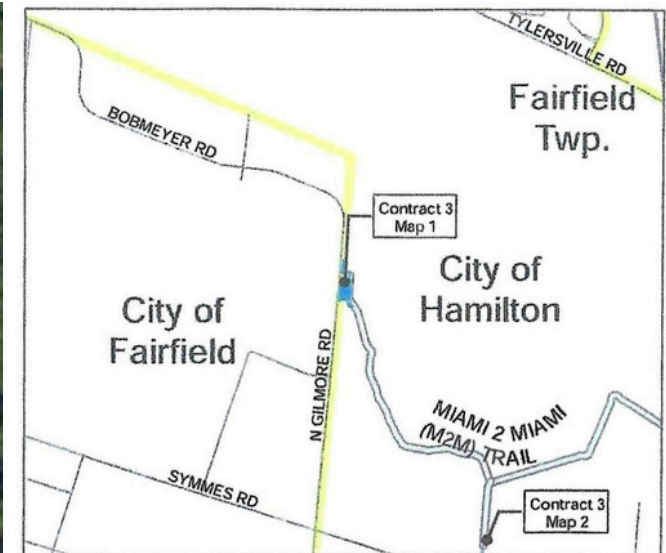 TYLERSVILLE RD
Fairfield
Twp.
BOBMEYER RD
Contract 3
Map 1
City of
Hamilton
City of
Fairfield
N GILMORE RD
MIAMI 2 MIAMI
(M2M) TRAIL
SYMMES RD
Contract 3
Map 2